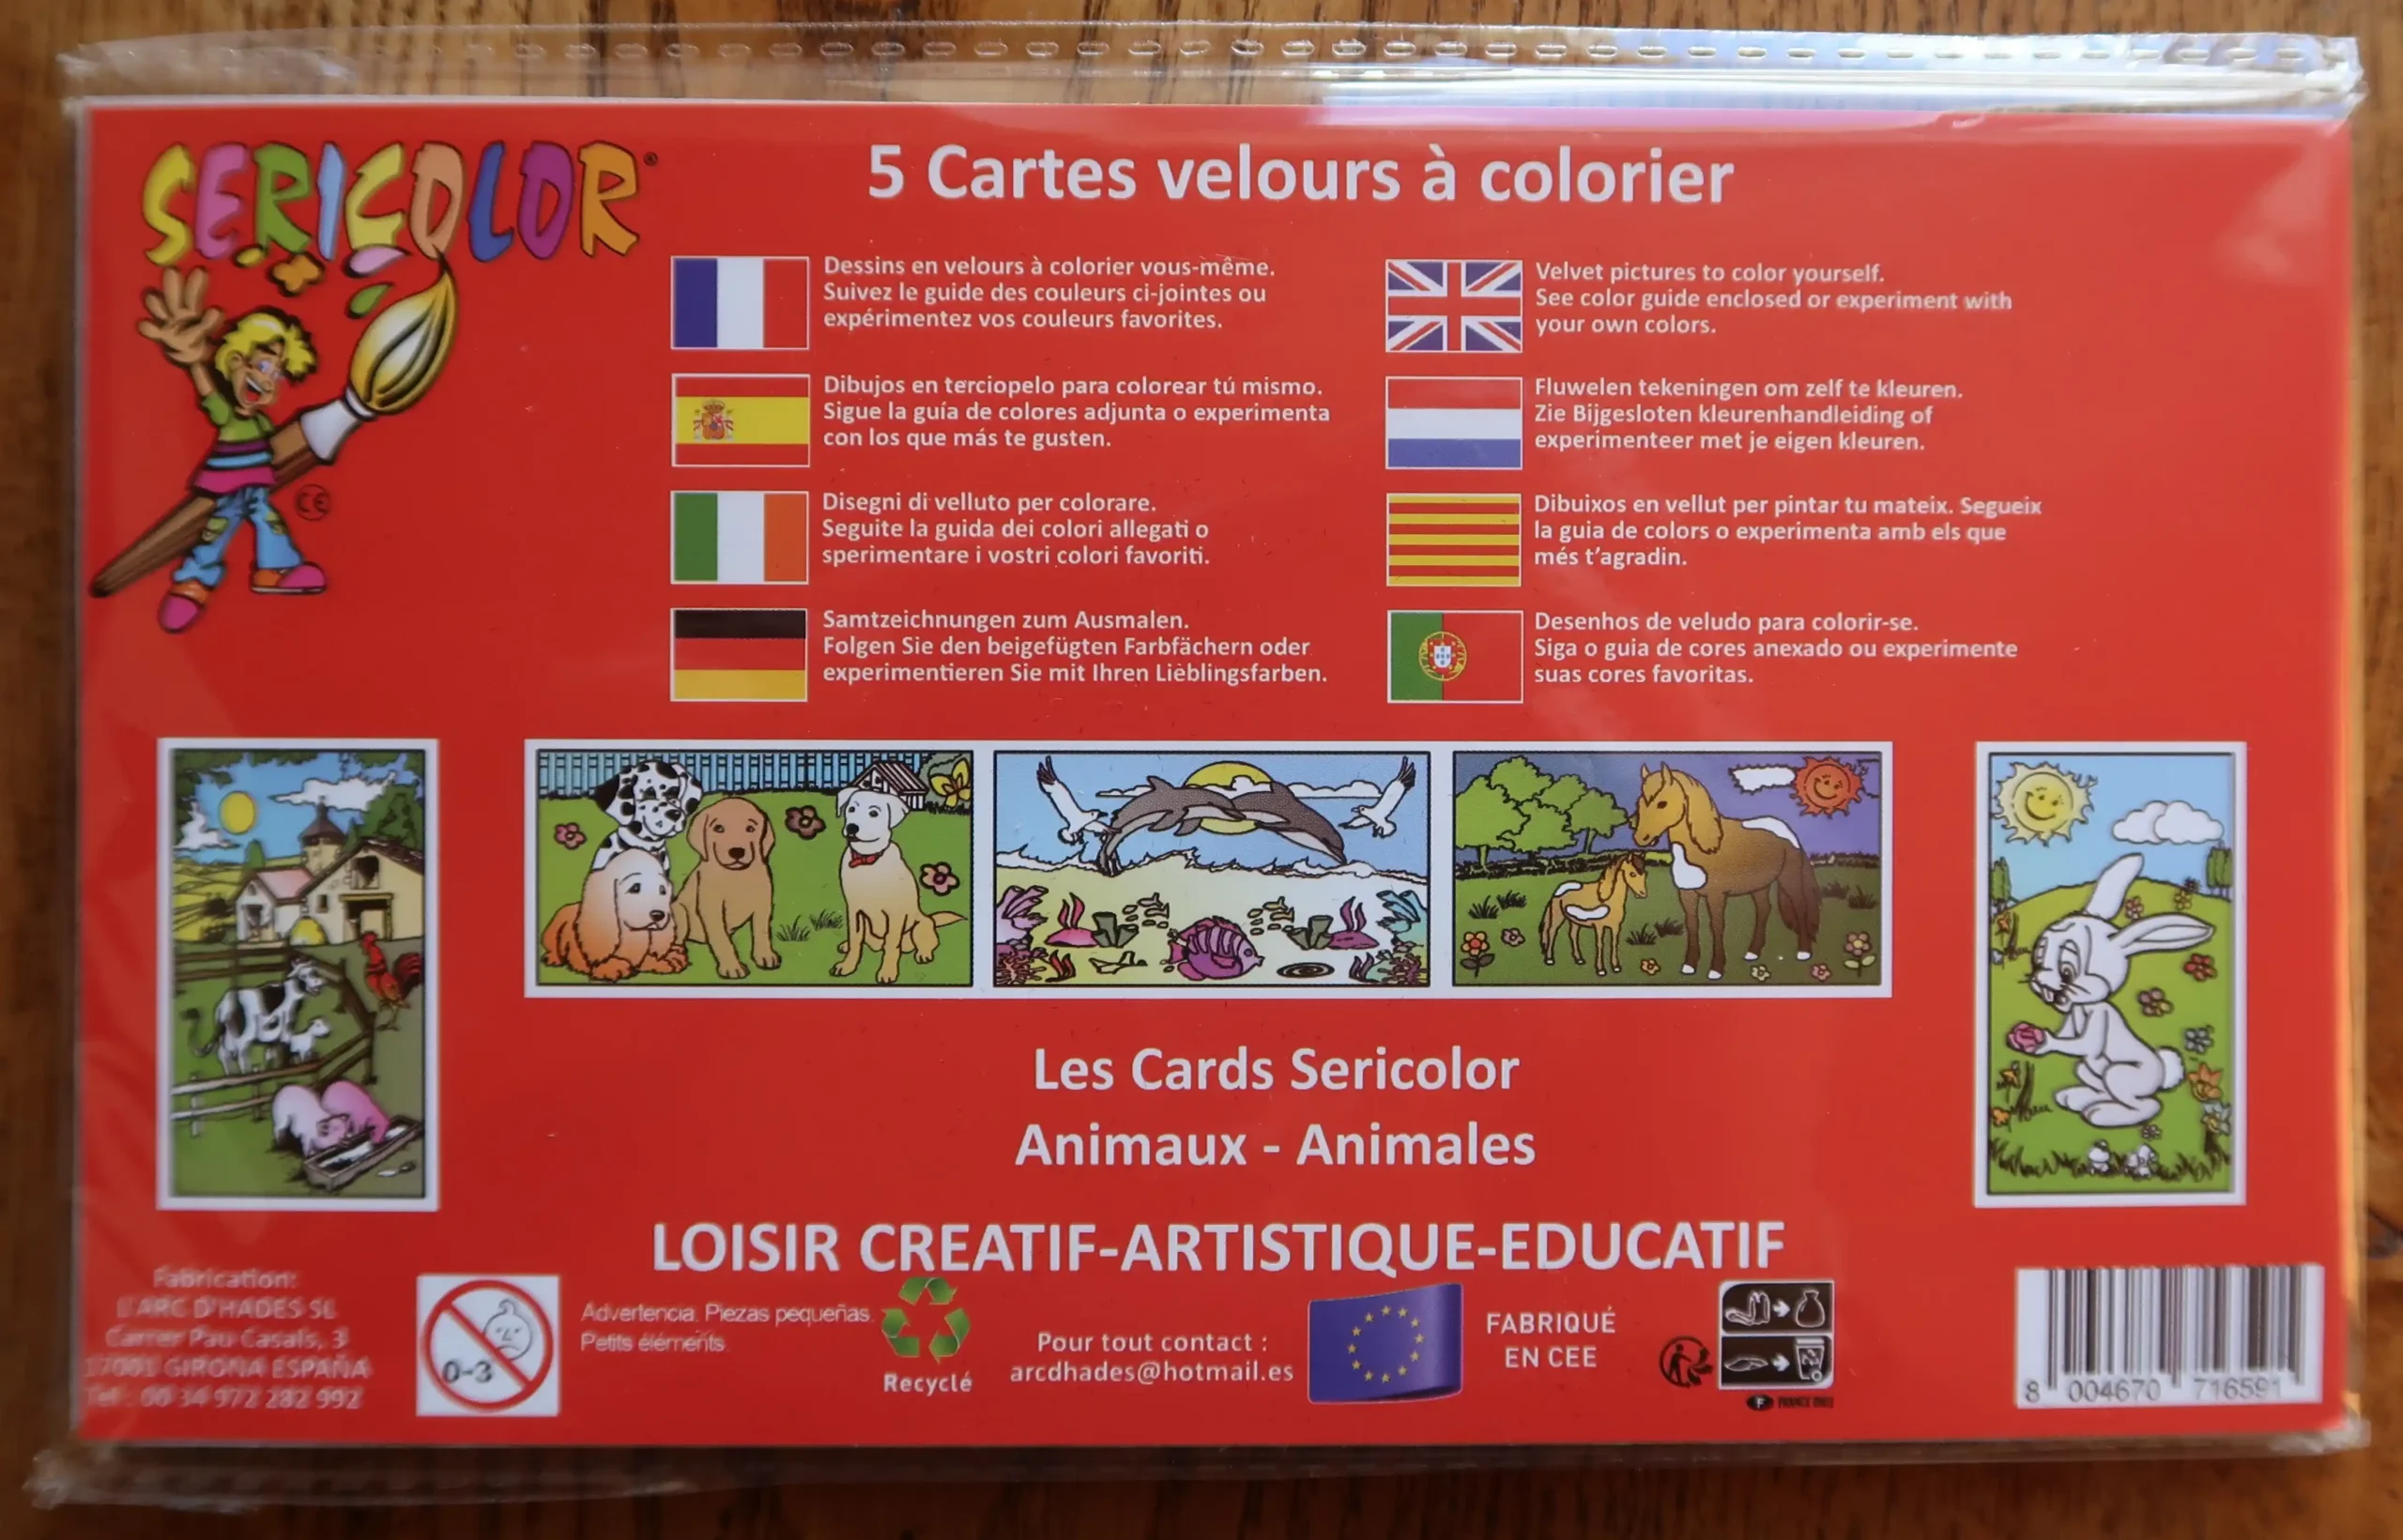 SERICOLOR®
5 Cartes velours à colorier
Dessins en velours à colorier vous-même.
Suivez le guide des couleurs ci-jointes ou
expérimentez vos couleurs favorites.
Velvet pictures to color yourself.
See color guide enclosed or experiment with
your own colors.
Dibujos en terciopelo para colorear tú mismo.
Sigue la guía de colores adjunta o experimenta
con los que más te gusten.
Fluwelen tekeningen om zelf te kleuren.
Zie Bijgesloten kleurenhandleiding of
experimenteer met je eigen kleuren.
Disegni di velluto per colorare.
Seguite la guida dei colori allegati o
sperimentare i vostri colori favoriti.
Dibuixos en vellut per pintar tu mateix. Segueix
la guia de colors o experimenta amb els que
més t'agradin.
Samtzeichnungen zum Ausmalen.
Folgen Sie den beigefügten Farbfächern oder
experimentieren Sie mit Ihren Lieblingsfarben.
Desenhos de veludo para colorir-se.
Siga o guia de cores anexado ou experimente
suas cores favoritas.
CE
Les Cards Sericolor
Animaux - Animales
LOISIR CREATIF-ARTISTIQUE-EDUCATIF
Fabrication:
L'ARC D'HADES SL
Carrer Pau Casals, 3
17001 GIRONA ESPAÑA
Tel : 00 34 972 282 992
0-3
Advertencia. Piezas pequeñas.
Petits éléments
Recyclé
Pour tout contact :
arcdhades@hotmail.es
FABRIQUÉ
EN CEE
F
8 004670 716591